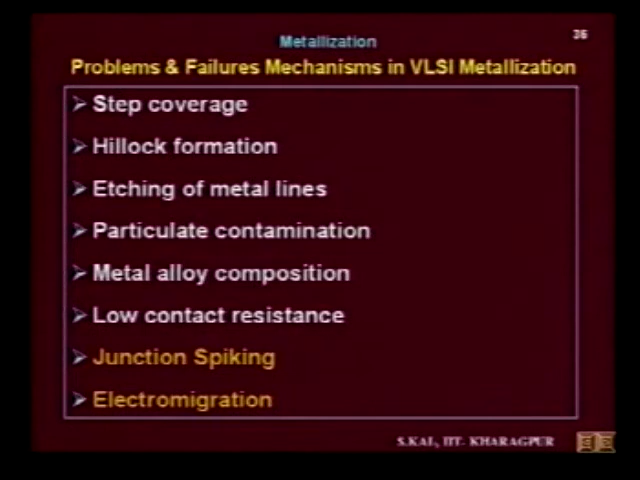 Metallization
36
Problems & Failures Mechanisms in VLSI Metallization
➢ Step coverage
➢ Hillock formation
➢ Etching of metal lines
➢ Particulate contamination
➢ Metal alloy composition
➢ Low contact resistance
➢ Junction Spiking
➢ Electromigration
S.KAL, IIT- KHARAGPUR